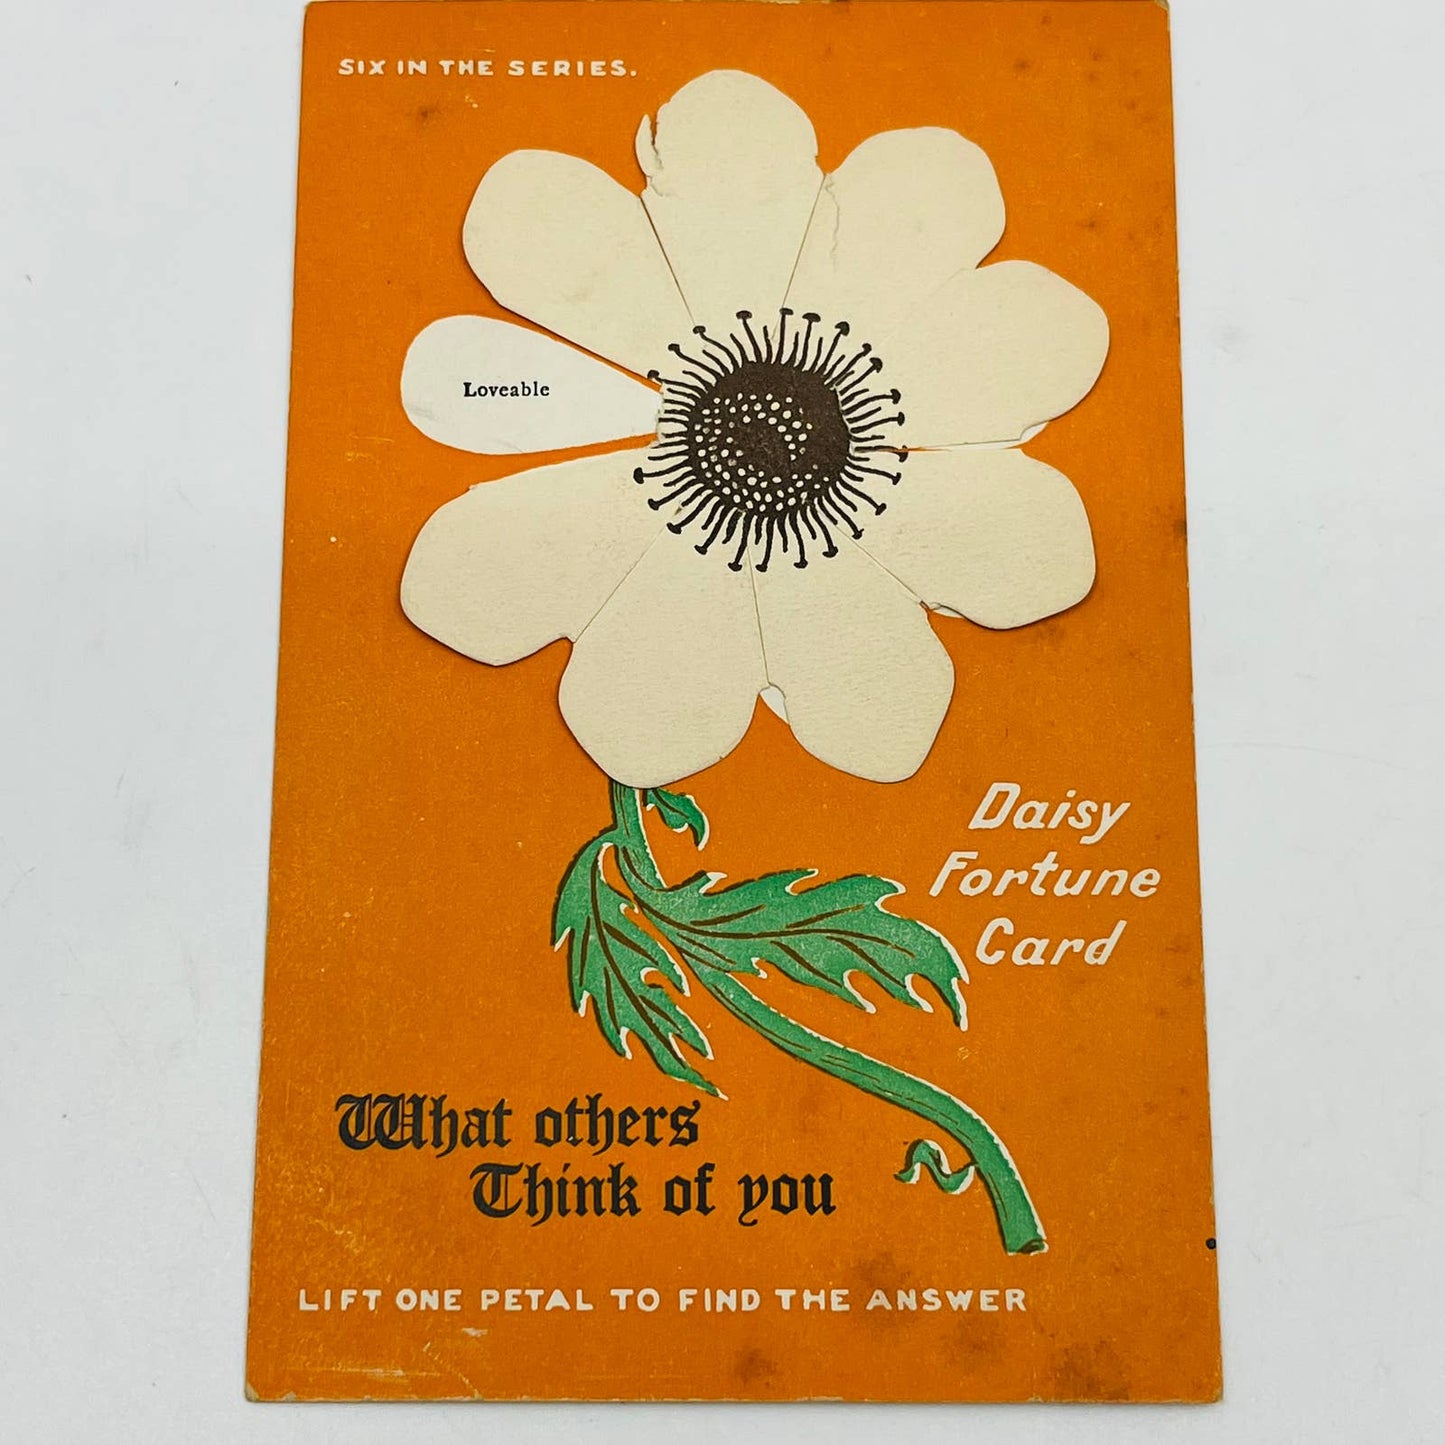 SIX IN THE SERIES.
Loveable
Daisy
Fortune
Card
What others
Think of you
LIFT ONE PETAL TO FIND THE ANSWER